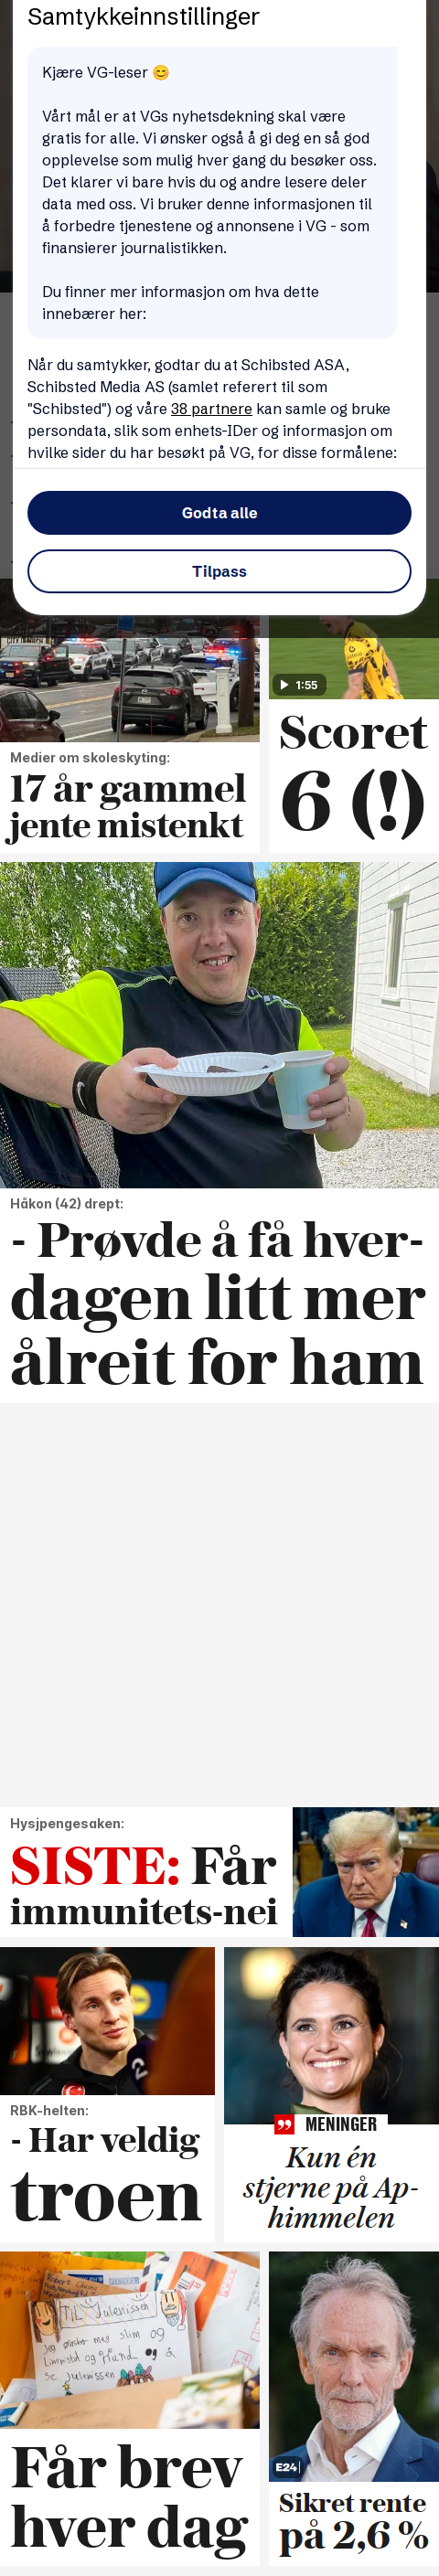 Samtykkeinnstillinger
Kjære VG-leser 😊
Vårt mål er at VGs nyhetsdekning skal være
gratis for alle. Vi ønsker også å gi deg en så god
opplevelse som mulig hver gang du besøker oss.
Det klarer vi bare hvis du og andre lesere deler
data med oss. Vi bruker denne informasjonen til
å forbedre tjenestene og annonsene i VG - som
finansierer journalistikken.
Du finner mer informasjon om hva dette
innebærer her:
Når du samtykker, godtar du at Schibsted ASA,
Schibsted Media AS (samlet referert til som
"Schibsted") og våre 38 partnere kan samle og bruke
persondata, slik som enhets-IDer og informasjon om
hvilke sider du har besøkt på VG, for disse formålene:
Godta alle
Tilpass
1:55
Medier om skoleskyting:
17 år gammel
jente mistenkt
Scoret
6 (!)
Håkon (42) drept:
- Prøvde å få hver-
dagen litt mer
ålreit for ham
Hysjpengesaken:
SISTE: Får
immunitets-nei
RBK-helten:
- Har veldig
troen
MENINGER
Kun én
stjerne på Ap-
himmelen
TIL Julenissen
Jeg ønsker meg slim og
og Hund og å
se julenissen
Får brev
hver dag
E24
Sikret rente
på 2,6 %